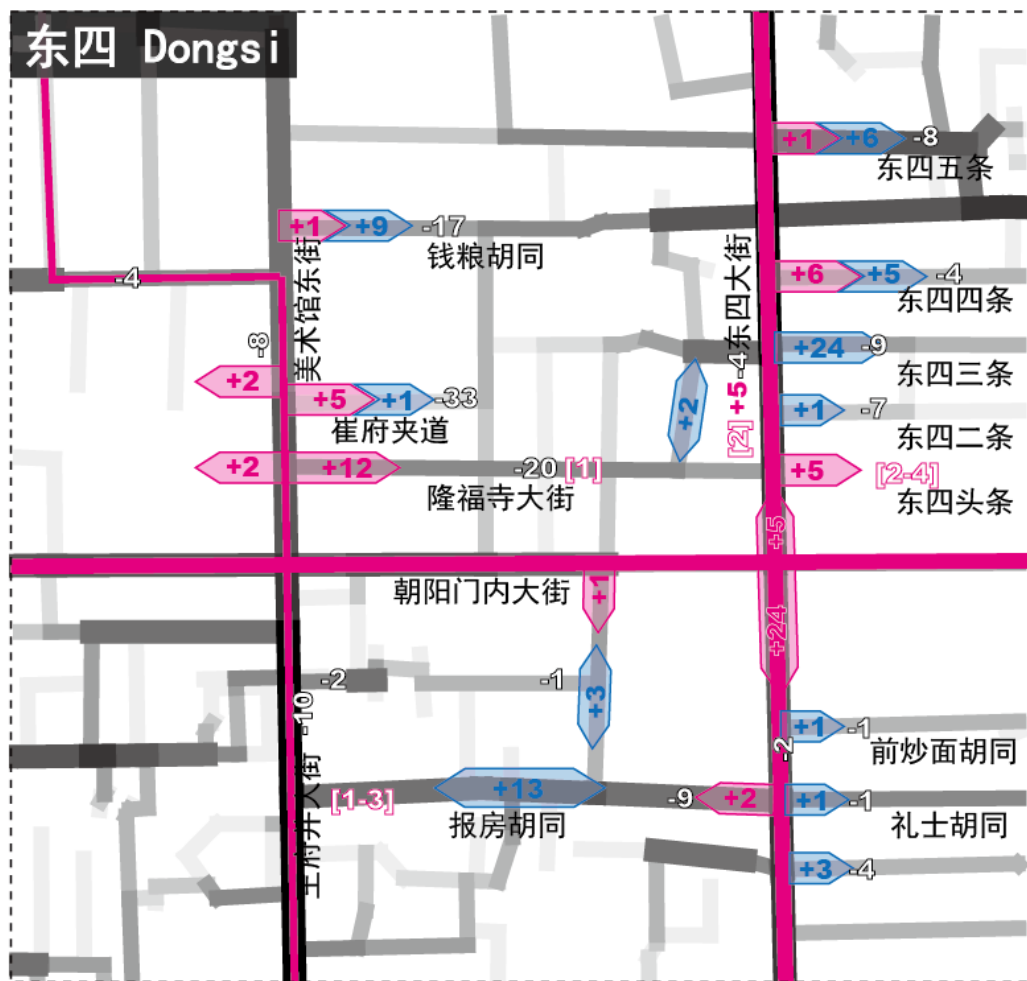 东四 Dongsi
+1 +6 -8
东四五条
+1 +9 -17
钱粮胡同
-4
美术馆东街
东四大街
+6 +5 -4
东四四条
-8
+24 -9
东四三条
+2
+5 +1 -33
崔府夹道
+2
[2] +5 -4
+1 -7
东四二条
+2 +12 -20 [1]
隆福寺大街
+5 [2-4]
东四头条
+5
朝阳门内大街
+1
+24
-2
-1
+3
-10
王府井大街
-2
+1 -1
前炒面胡同
[1-3]
+13
报房胡同
-9 +2
+1 -1
礼士胡同
+3 -4